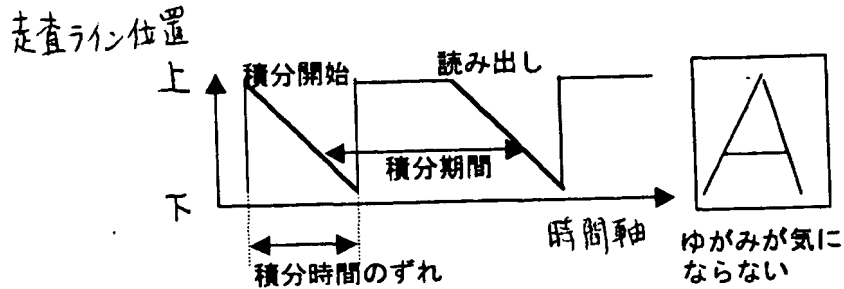 走査ライン位置
上
積分開始
読み出し
A
積分期間
下
時間軸
積分時間のずれ
ゆがみが気に
ならない